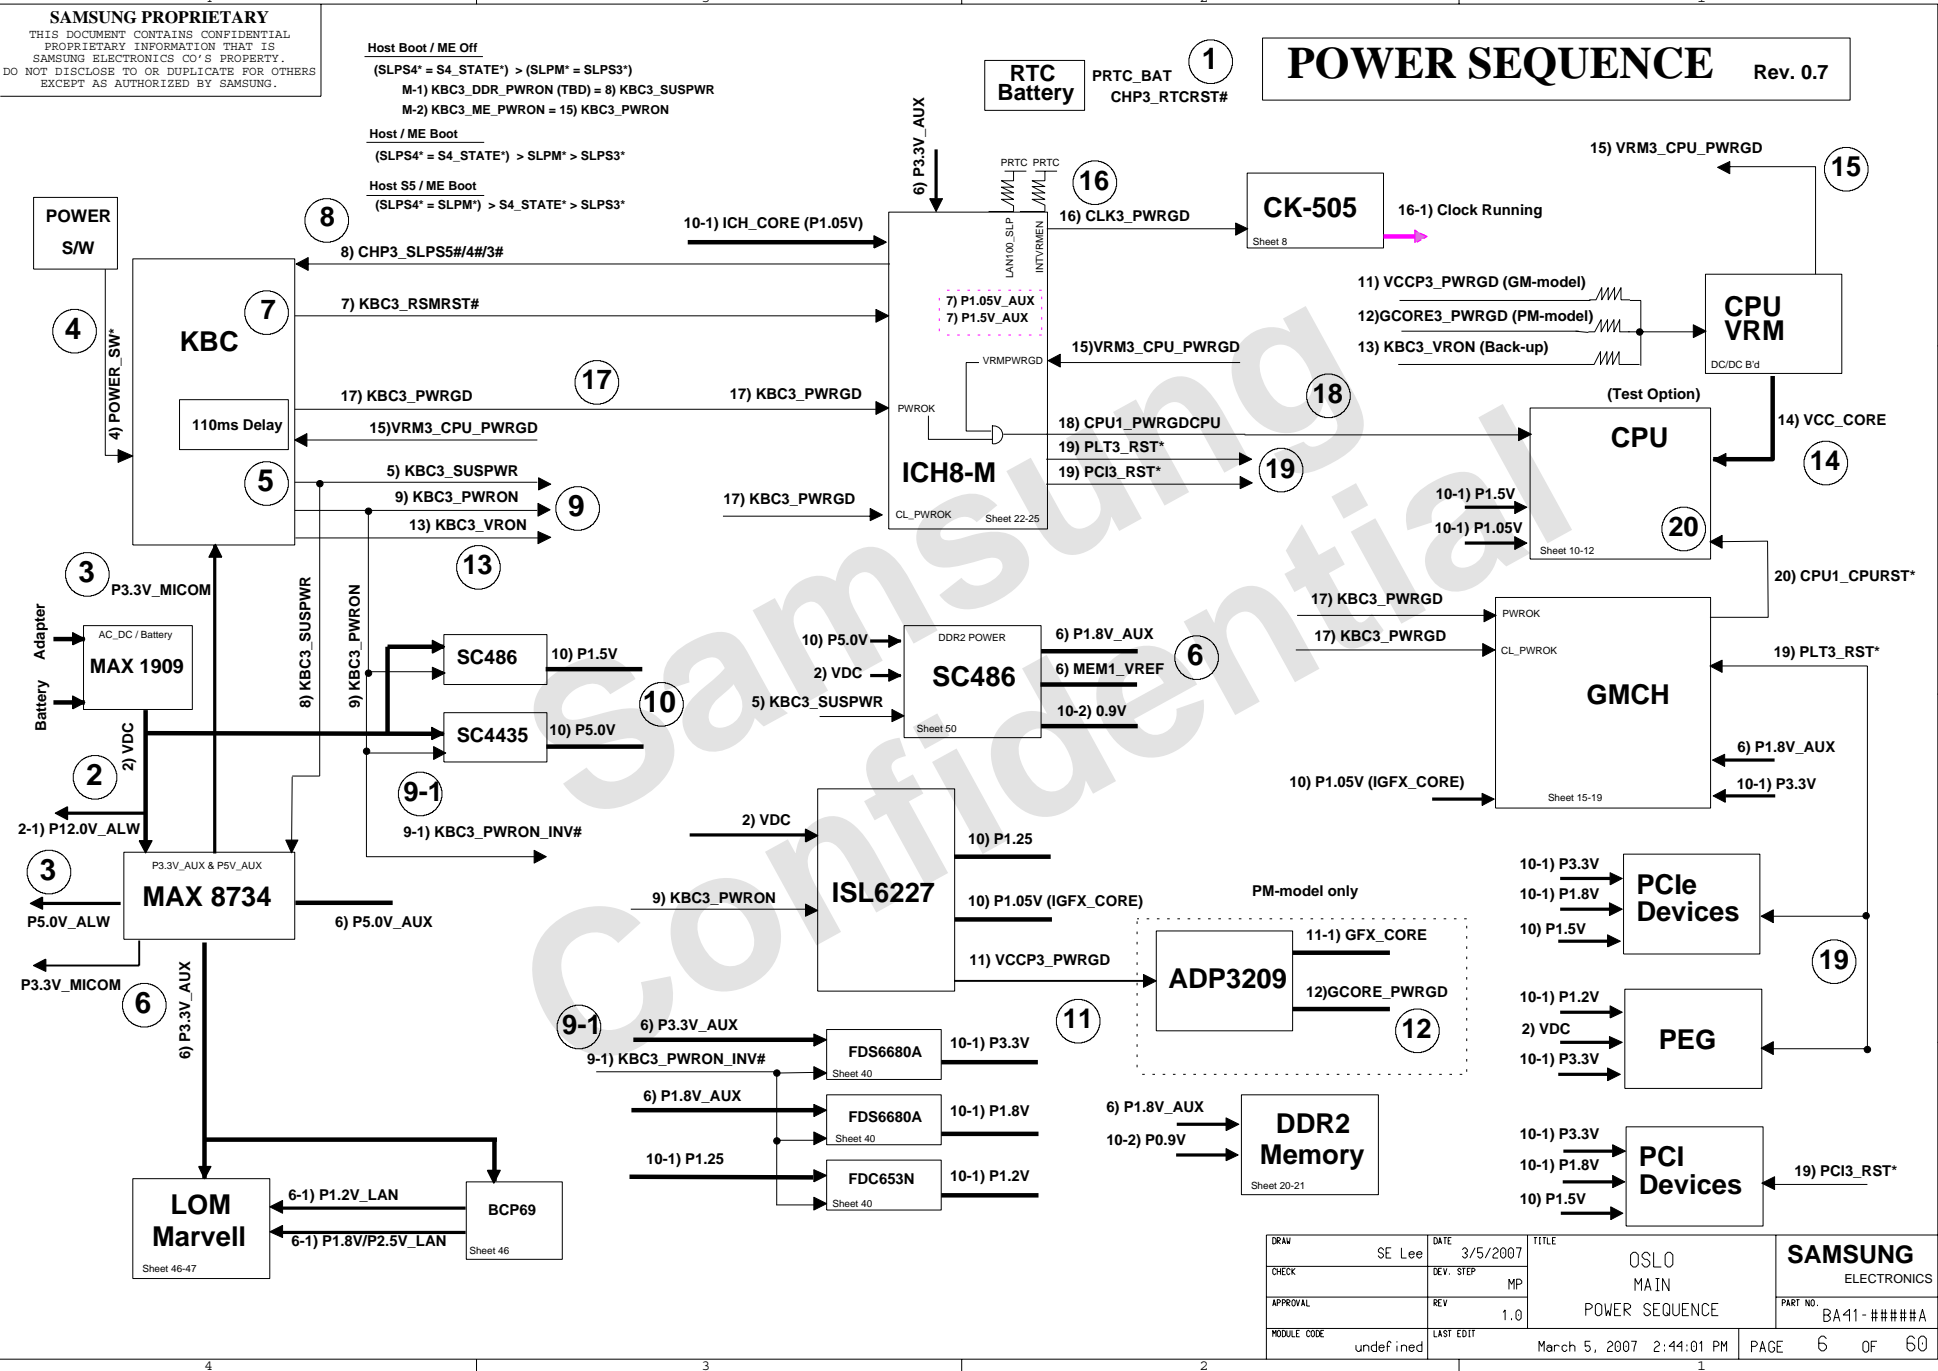 SAMSUNG PROPRIETARY
THIS DOCUMENT CONTAINS CONFIDENTIAL
PROPRIETARY INFORMATION THAT IS
SAMSUNG ELECTRONICS CO'S PROPERTY.
DO NOT DISCLOSE TO OR DUPLICATE FOR OTHERS
EXCEPT AS AUTHORIZED BY SAMSUNG.
Host Boot / ME Off
(SLPS4* = S4_STATE*) > (SLPM* = SLPS3*)
M-1) KBC3_DDR_PWRON (TBD) = 8) KBC3_SUSPWR
M-2) KBC3_ME_PWRON = 15) KBC3_PWRON
Host / ME Boot
(SLPS4* = S4_STATE*) > SLPM* > SLPS3*
Host S5 / ME Boot
(SLPS4* = SLPM*) > S4_STATE* > SLPS3*
RTC
Battery
PRTC_BAT
CHP3_RTCRST#
1
POWER SEQUENCE Rev. 0.7
POWER
S/W
4
4) POWER_SW*
KBC
7
110ms Delay
5
8
8) CHP3_SLPS5#/4#/3#
7) KBC3_RSMRST#
17
17) KBC3_PWRGD
17) KBC3_PWRGD
15)VRM3_CPU_PWRGD
5) KBC3_SUSPWR
9) KBC3_PWRON
9
13) KBC3_VRON
13
17) KBC3_PWRGD
10-1) ICH_CORE (P1.05V)
6) P3.3V_AUX
PRTC PRTC
LAN100_SLP
INTVRMEN
7) P1.05V_AUX
7) P1.5V_AUX
VRMPWRGD
PWROK
ICH8-M
CL_PWROK
Sheet 22-25
16
16) CLK3_PWRGD
CK-505
Sheet 8
16-1) Clock Running
15) VRM3_CPU_PWRGD
15
11) VCCP3_PWRGD (GM-model)
12)GCORE3_PWRGD (PM-model)
13) KBC3_VRON (Back-up)
CPU
VRM
DC/DC B'd
15)VRM3_CPU_PWRGD
18
18) CPU1_PWRGDCPU
19) PLT3_RST*
19) PCI3_RST*
19
(Test Option)
CPU
14) VCC_CORE
14
10-1) P1.5V
10-1) P1.05V
20
Sheet 10-12
20) CPU1_CPURST*
3
P3.3V_MICOM
Adapter
Battery
AC_DC / Battery
MAX 1909
2) VDC
2
2-1) P12.0V_ALW
8) KBC3_SUSPWR
9) KBC3_PWRON
SC486
10) P1.5V
10
SC4435
10) P5.0V
9-1
9-1) KBC3_PWRON_INV#
10) P5.0V
2) VDC
5) KBC3_SUSPWR
DDR2 POWER
SC486
Sheet 50
6) P1.8V_AUX
6) MEM1_VREF
10-2) 0.9V
6
17) KBC3_PWRGD
17) KBC3_PWRGD
PWROK
CL_PWROK
GMCH
19) PLT3_RST*
6) P1.8V_AUX
10-1) P3.3V
10) P1.05V (IGFX_CORE)
Sheet 15-19
3
P5.0V_ALW
P3.3V_MICOM
P3.3V_AUX & P5V_AUX
MAX 8734
6) P5.0V_AUX
6
6) P3.3V_AUX
2) VDC
9) KBC3_PWRON
ISL6227
10) P1.25
10) P1.05V (IGFX_CORE)
11) VCCP3_PWRGD
11
PM-model only
ADP3209
11-1) GFX_CORE
12)GCORE_PWRGD
12
10-1) P3.3V
10-1) P1.8V
10) P1.5V
PCIe
Devices
19
10-1) P1.2V
2) VDC
10-1) P3.3V
PEG
9-1
6) P3.3V_AUX
9-1) KBC3_PWRON_INV#
FDS6680A
Sheet 40
10-1) P3.3V
6) P1.8V_AUX
FDS6680A
Sheet 40
10-1) P1.8V
10-1) P1.25
FDC653N
Sheet 40
10-1) P1.2V
6) P1.8V_AUX
10-2) P0.9V
DDR2
Memory
Sheet 20-21
10-1) P3.3V
10-1) P1.8V
10) P1.5V
PCI
Devices
19) PCI3_RST*
LOM
Marvell
Sheet 46-47
6-1) P1.2V_LAN
6-1) P1.8V/P2.5V_LAN
BCP69
Sheet 46
Samsung
Confidential
DRAW SE Lee
DATE 3/5/2007
TITLE
OSLO
MAIN
POWER SEQUENCE
SAMSUNG
ELECTRONICS
CHECK
DEV. STEP MP
APPROVAL
REV 1.0
PART NO. BA41-#####A
MODULE CODE undefined
LAST EDIT March 5, 2007 2:44:01 PM
PAGE 6 OF 60
4 3 2 1